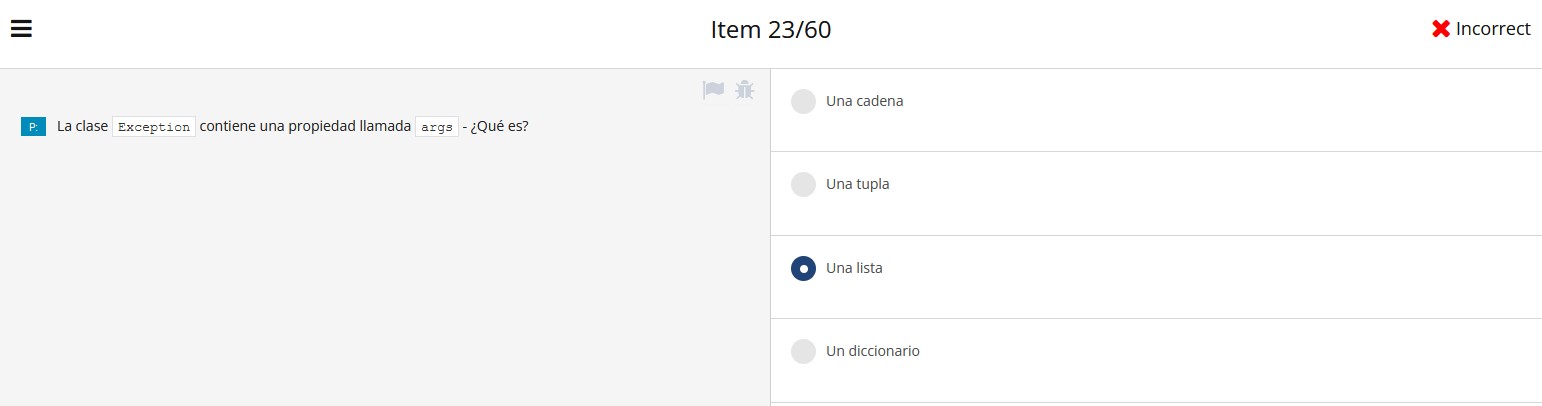 Item 23/60
Incorrect
P: La clase Exception contiene una propiedad llamada args - ¿Qué es?
Una cadena
Una tupla
Una lista
Un diccionario